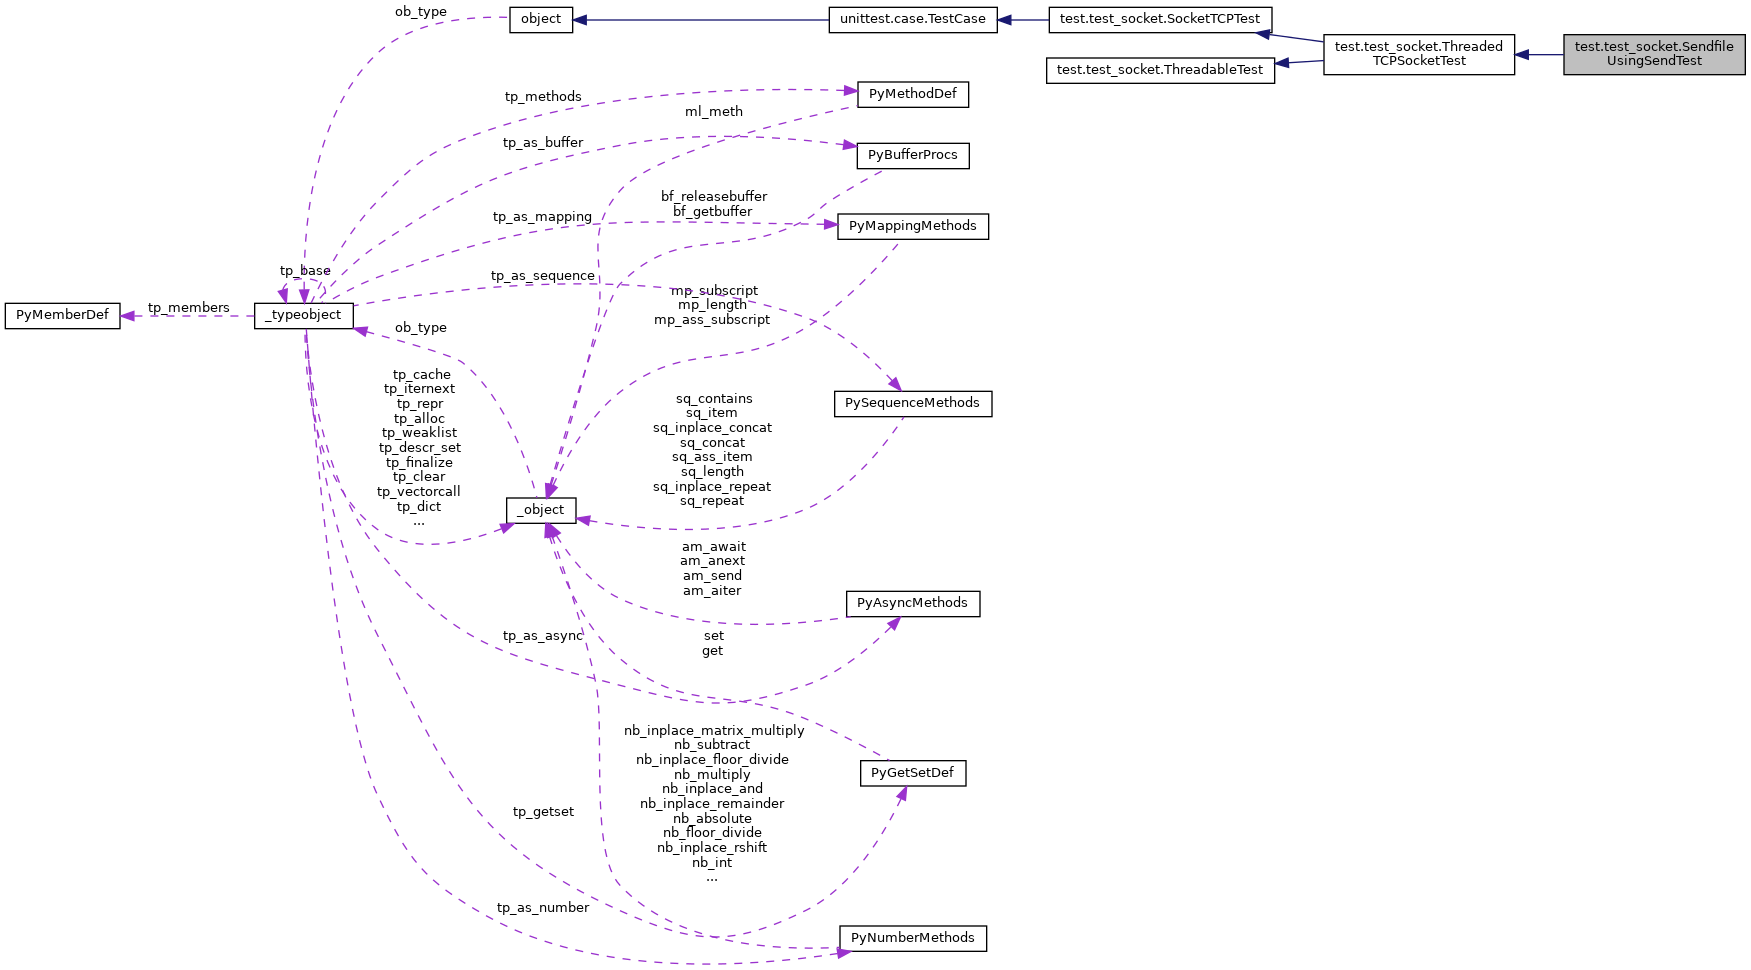 ob_type
object
unittest.case.TestCase
test.test_socket.SocketTCPTest
test.test_socket.Threaded
TCPSocketTest
test.test_socket.Sendfile
UsingSendTest
test.test_socket.ThreadableTest
tp_methods
PyMethodDef
ml_meth
tp_as_buffer
PyBufferProcs
bf_releasebuffer
bf_getbuffer
tp_as_mapping
PyMappingMethods
tp_base
tp_as_sequence
mp_subscript
mp_length
mp_ass_subscript
PyMemberDef
tp_members
_typeobject
ob_type
tp_cache
tp_iternext
tp_repr
tp_alloc
tp_weaklist
tp_descr_set
tp_finalize
tp_clear
tp_vectorcall
tp_dict
...
PySequenceMethods
sq_contains
sq_item
sq_inplace_concat
sq_concat
sq_ass_item
sq_length
sq_inplace_repeat
sq_repeat
_object
am_await
am_anext
am_send
am_aiter
PyAsyncMethods
tp_as_async
set
get
nb_inplace_matrix_multiply
nb_subtract
nb_inplace_floor_divide
nb_multiply
nb_inplace_and
nb_inplace_remainder
nb_absolute
nb_floor_divide
nb_inplace_rshift
nb_int
...
PyGetSetDef
tp_getset
tp_as_number
PyNumberMethods